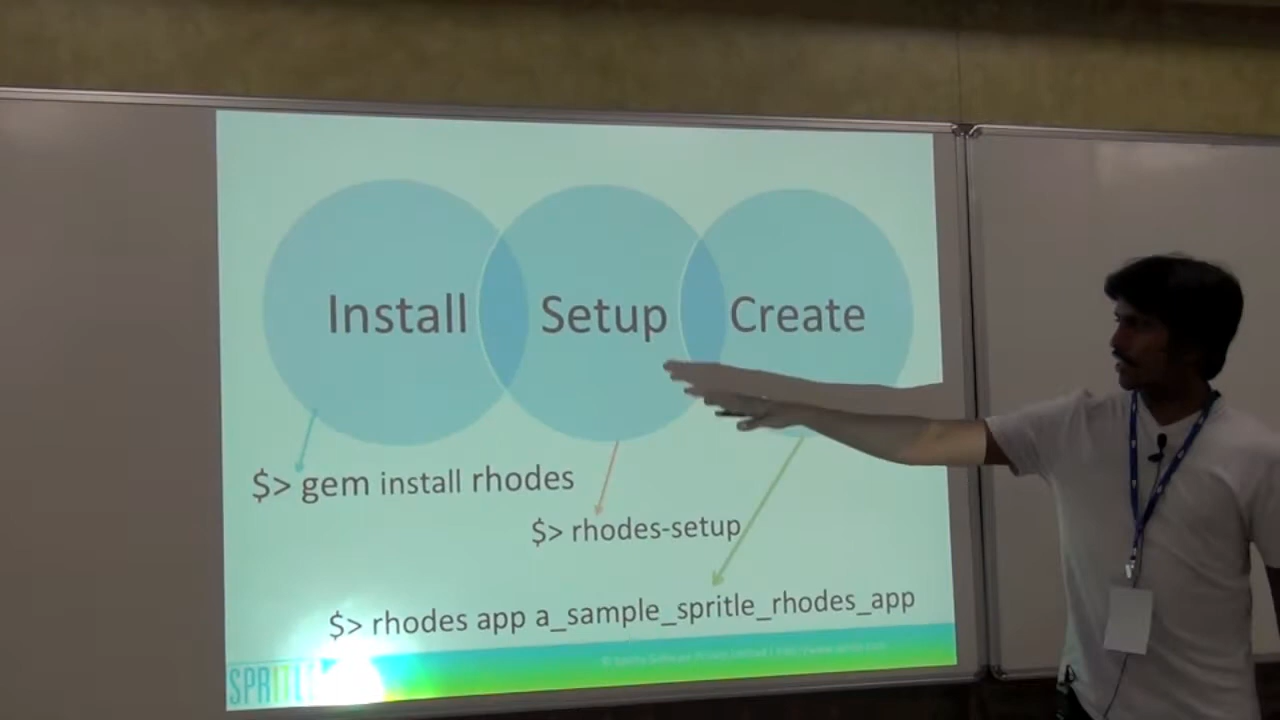 Install Setup Create
$> gem install rhodes
$> rhodes-setup
$> rhodes app a_sample_spritle_rhodes_app